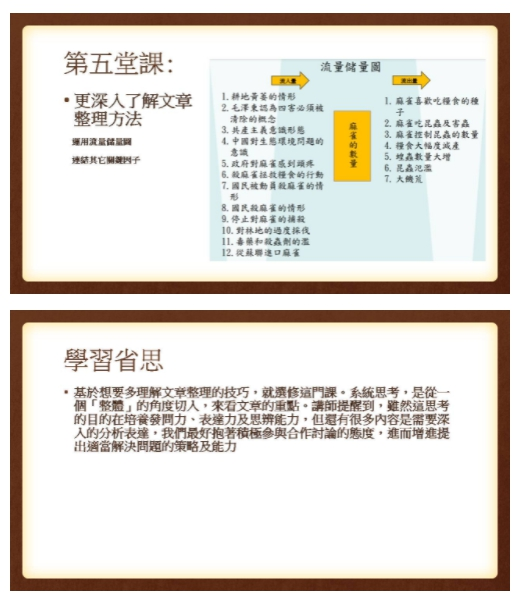 第五堂課:
• 更深入了解文章
整理方法
運用流量儲量圖
連結其它關鍵因子
流量儲量圖
流入量
流出量
1. 耕地黃萎的情形
2. 毛澤東認為四害必須被
清除的概念
3. 共產主義意識形態
4. 中國對生態環境問題的
意識
5. 政府對麻雀感到頭疼
6. 殺麻雀拯救糧食的行動
7. 國民被動員殺麻雀的情
形
8. 國民殺麻雀的情形
9. 停止對麻雀的捕殺
10. 對林地的過度採伐
11. 毒藥和殺蟲劑的濫
12. 從蘇聯進口麻雀
麻雀的數量
1. 麻雀喜歡吃糧食的種
子
2. 麻雀吃昆蟲及害蟲
3. 麻雀控制昆蟲的數量
4. 糧食大幅度減產
5. 蝗蟲數量大增
6. 昆蟲氾濫
7. 大饑荒
學習省思
• 基於想要多理解文章整理的技巧，就選修這門課。系統思考，是從一
個「整體」的角度切入，來看文章的重點。講師提醒到，雖然這思考
的目的在培養發問力、表達力及思辨能力，但還有很多內容是需要深
入的分析表達，我們最好抱著積極參與合作討論的態度，進而增進提
出適當解決問題的策略及能力